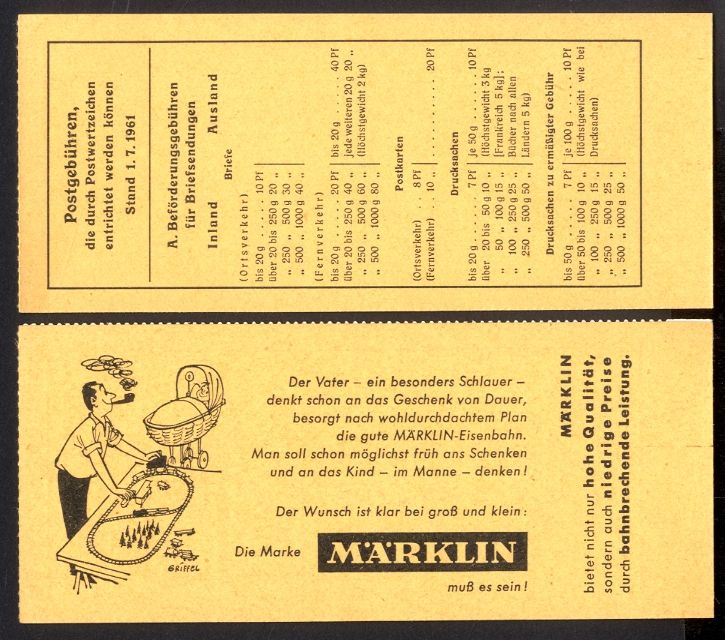 Postgebühren,
die durch Postwertzeichen
entrichtet werden können
Stand 1. 7. 1961
A. Beförderungsgebühren
für Briefsendungen
Inland Ausland
Briefe
(Ortsverkehr)
bis 20 g . . . . . . 10 Pf
über 20 bis 250 g 20 „
„ 250 „ 500 g 30 „
„ 500 „ 1000 g 40 „
(Fernverkehr)
bis 20 g . . . . . . 20 Pf
über 20 bis 250 g 40 „
„ 250 „ 500 g 60 „
„ 500 „ 1000 g 80 „
bis 20 g . . . . . . 40 Pf
jede weiteren 20 g 20 „
(Höchstgewicht 2 kg)
Postkarten
(Ortsverkehr) 8 Pf
(Fernverkehr) . . 10 „ . . . . . . . . . . 20 Pf
Drucksachen
bis 20 g . . . . . . 7 Pf
über 20 bis 50 g 10 „
„ 50 „ 100 g 15 „
„ 100 „ 250 g 25 „
„ 250 „ 500 g 50 „
je 50 g . . . . . . 10 Pf
(Höchstgewicht 3 kg
[Frankreich 5 kg];
Bücher nach allen
Ländern 5 kg)
Drucksachen zu ermäßigter Gebühr
bis 50 g . . . . . . 7 Pf
über 50 bis 100 g 10 „
„ 100 „ 250 g 15 „
„ 250 „ 500 g 25 „
„ 500 „ 1000 g 50 „
je 100 g . . . . . . 10 Pf
(Höchstgewicht wie bei
Drucksachen)
Der Vater – ein besonders Schlauer –
denkt schon an das Geschenk von Dauer,
besorgt nach wohldurchdachtem Plan
die gute MÄRKLIN-Eisenbahn.
Man soll schon möglichst früh ans Schenken
und an das Kind – im Manne – denken!
Der Wunsch ist klar bei groß und klein:
Die Marke MÄRKLIN
muß es sein!
GRIFFEL
MÄRKLIN
bietet nicht nur hohe Qualität,
sondern auch niedrige Preise
durch bahnbrechende Leistung.